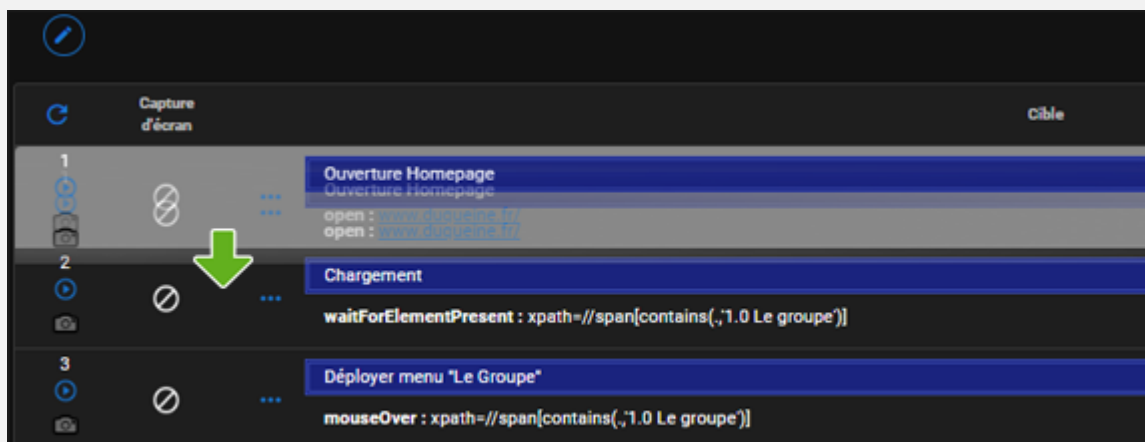 Capture
d'écran
Cible
1
Ouverture Homepage
Ouverture Homepage
open : www.duqueine.fr/
open : www.duqueine.fr/
2
Chargement
waitForElementPresent : xpath=//span[contains(.,'1.0 Le groupe')]
3
Déployer menu "Le Groupe"
mouseOver : xpath=//span[contains(.,'1.0 Le groupe')]